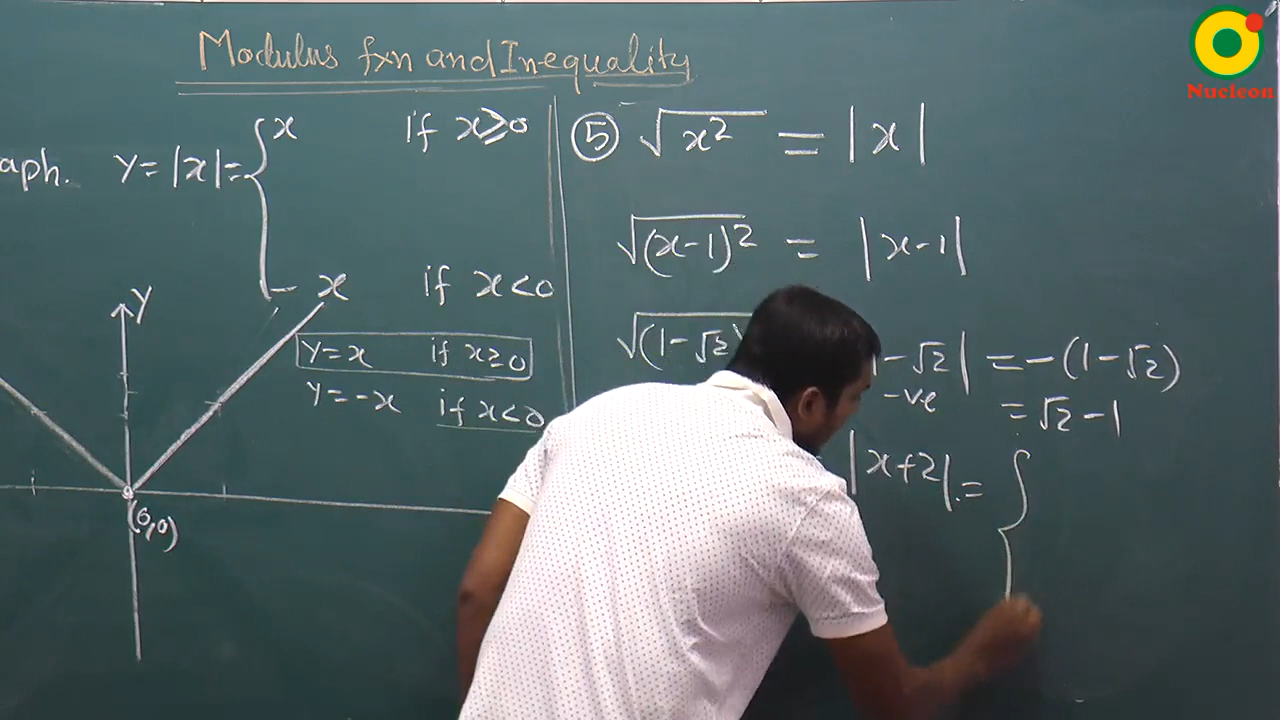 Modulus fxn and Inequality
aph. y=|x|= { x if x≥0
- x if x<0
y=x if x≥0
y=-x if x<0
Y
(0,0)
⑤ √x² = |x|
√(x-1)² = |x-1|
√(1-√2) 1-√2| = -(1-√2)
-ve = √2-1
|x+2| = {
Nucleon